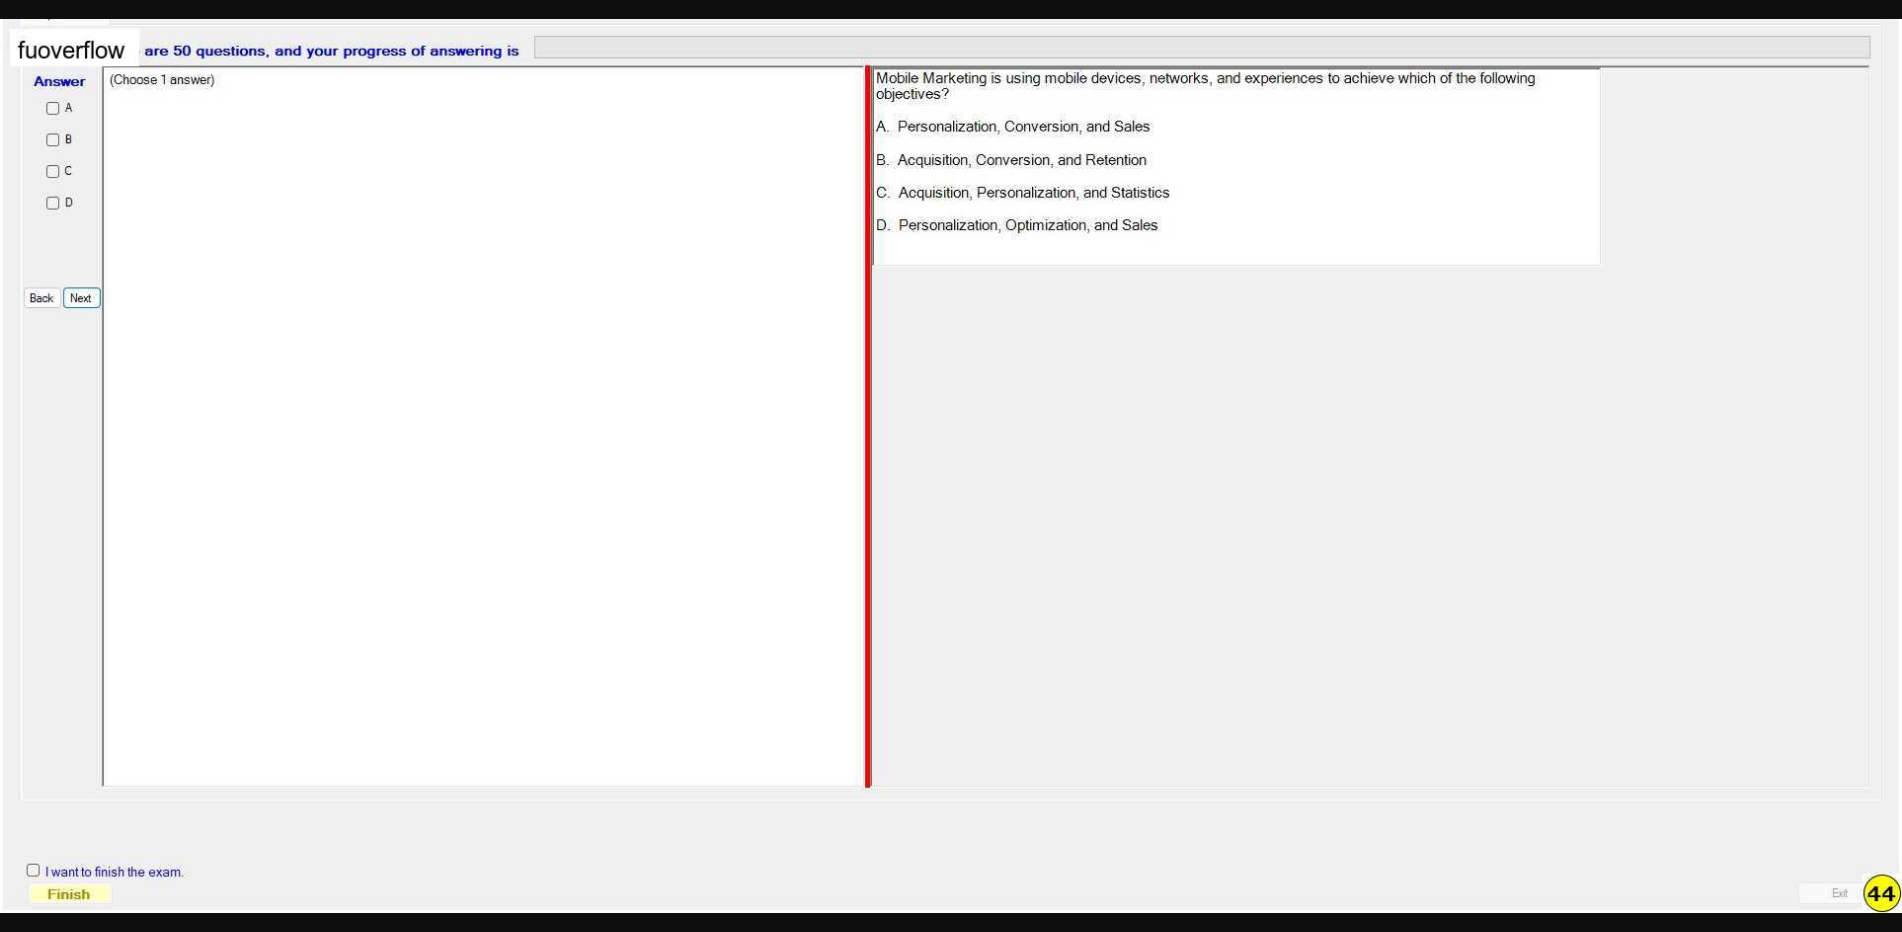 fuoverflow are 50 questions, and your progress of answering is
Answer
(Choose 1 answer)
A
B
C
D
Back Next
Mobile Marketing is using mobile devices, networks, and experiences to achieve which of the following
objectives?
A. Personalization, Conversion, and Sales
B. Acquisition, Conversion, and Retention
C. Acquisition, Personalization, and Statistics
D. Personalization, Optimization, and Sales
I want to finish the exam.
Finish
Exit
44